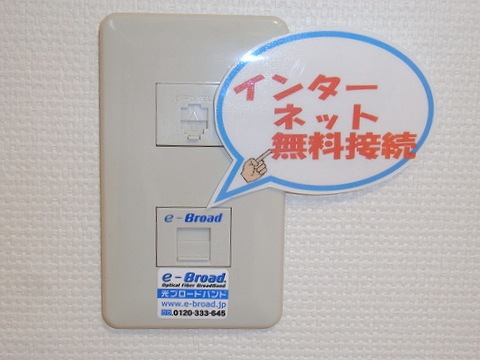 インター
ネット
無料接続
e-Broad
e-Broad
Optical Fiber BroadBand
光ブロードバンド
www.e-broad.jp
0120-333-645